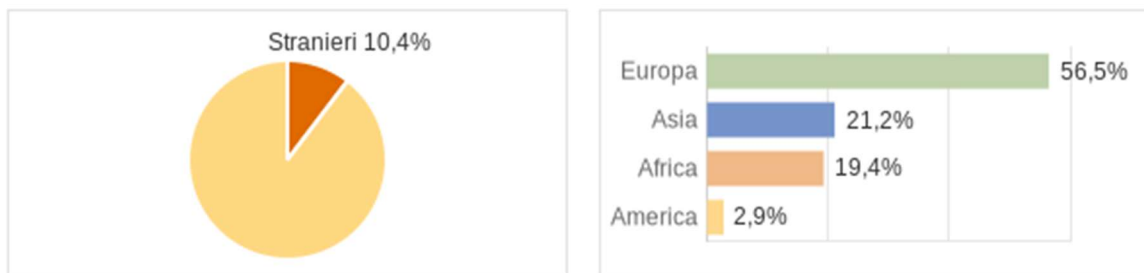 Stranieri 10,4%
Europa 56,5%
Asia 21,2%
Africa 19,4%
America 2,9%